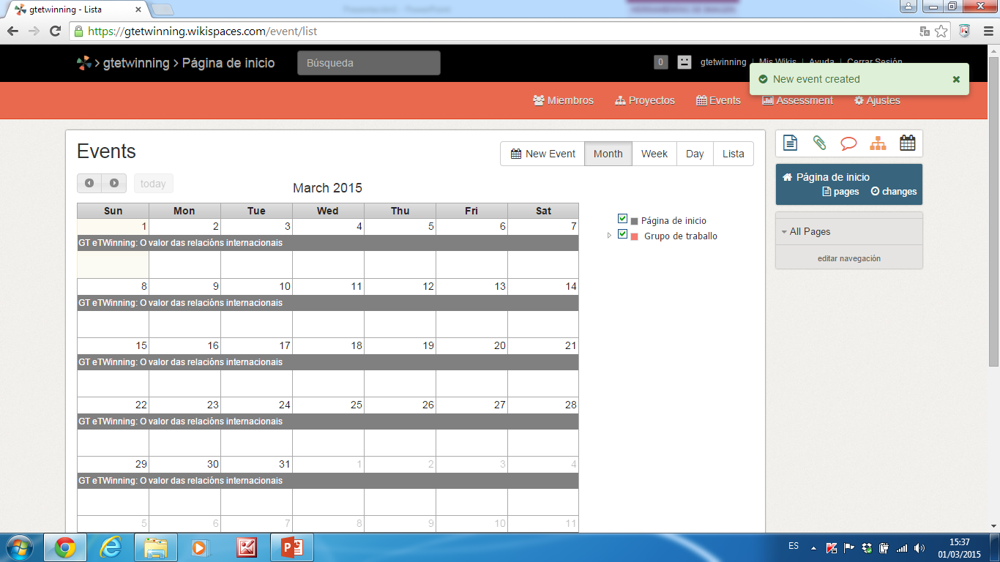 gtetwinning - Lista
https://gtetwinning.wikispaces.com/event/list
gtetwinning > Página de inicio
Búsqueda
0 gtetwinning | Mis Wikis | Ayuda | Cerrar Sesión
New event created
Miembros Proyectos Events Assessment Ajustes
Events
New Event Month Week Day Lista
today
March 2015
Sun Mon Tue Wed Thu Fri Sat
1 2 3 4 5 6 7
GT eTWinning: O valor das relacións internacionais
8 9 10 11 12 13 14
GT eTWinning: O valor das relacións internacionais
15 16 17 18 19 20 21
GT eTWinning: O valor das relacións internacionais
22 23 24 25 26 27 28
GT eTWinning: O valor das relacións internacionais
29 30 31 1 2 3 4
GT eTWinning: O valor das relacións internacionais
5 6 7 8 9 10 11
Página de inicio
Grupo de traballo
Página de inicio
pages changes
All Pages
editar navegación
ES
15:37
01/03/2015